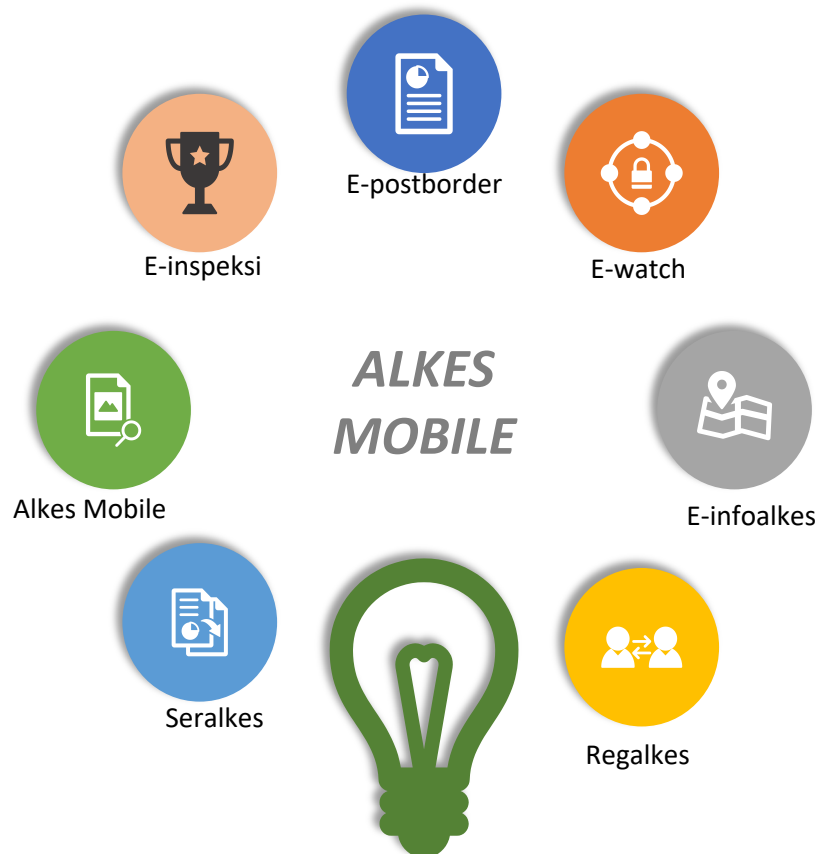 E-postborder
E-inspeksi
E-watch
ALKES
MOBILE
Alkes Mobile
E-infoalkes
Seralkes
Regalkes